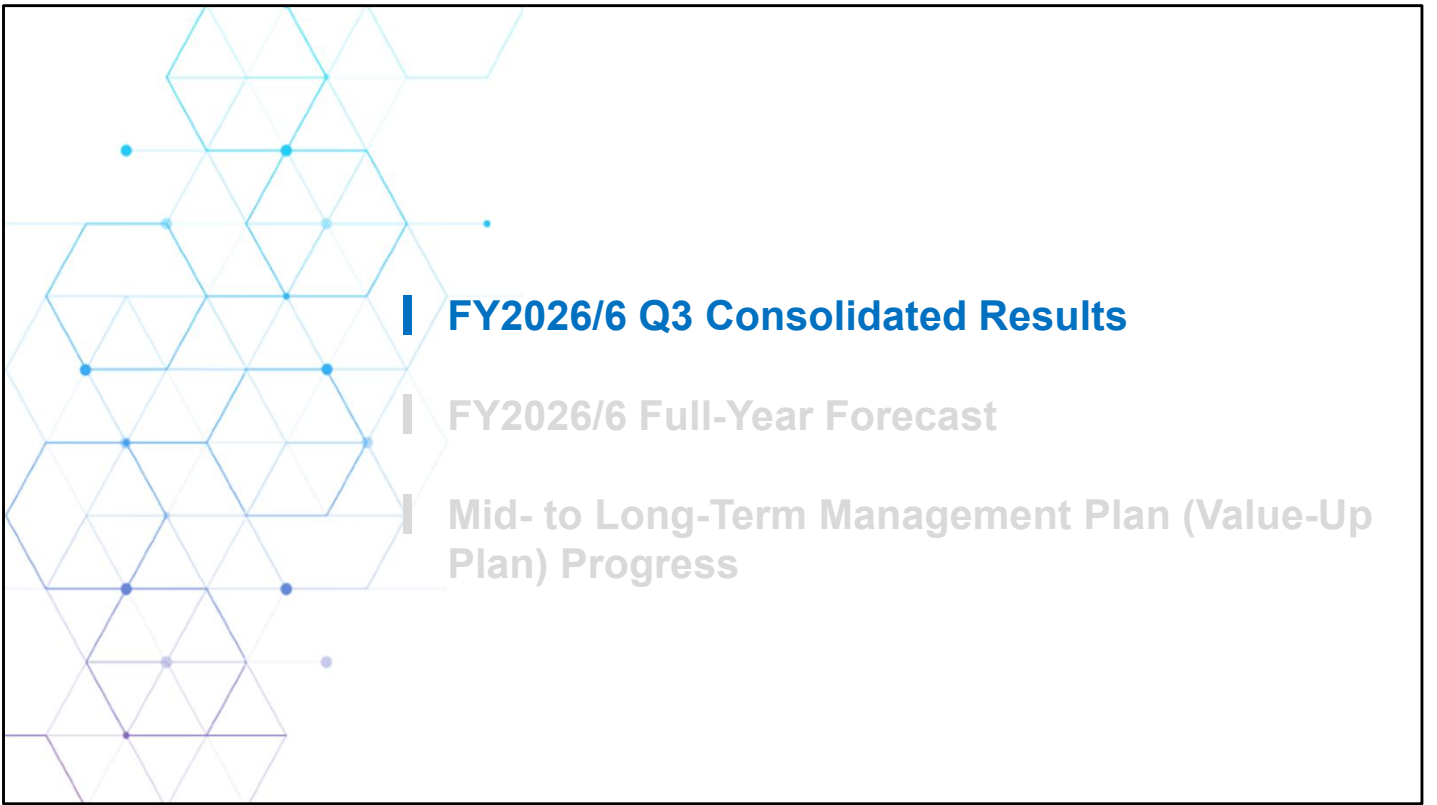 FY2026/6 Q3 Consolidated Results
FY2026/6 Full-Year Forecast
Mid- to Long-Term Management Plan (Value-Up
Plan) Progress